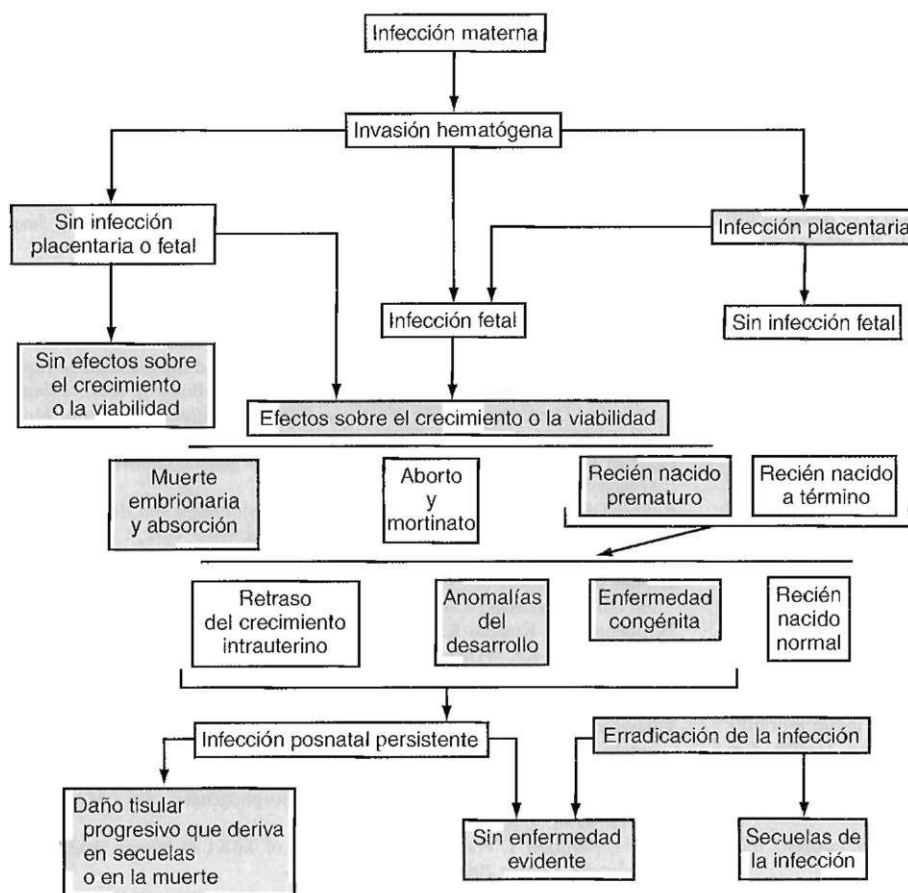 Infección materna
Invasión hematógena
Sin infección
placentaria o fetal
Infección placentaria
Infección fetal
Sin infección fetal
Sin efectos sobre
el crecimiento
o la viabilidad
Efectos sobre el crecimiento o la viabilidad
Muerte
embrionaria
y absorción
Aborto
y
mortinato
Recién nacido
prematuro
Recién nacido
a término
Retraso
del crecimiento
intrauterino
Anomalías
del
desarrollo
Enfermedad
congénita
Recién
nacido
normal
Infección posnatal persistente
Erradicación de la infección
Daño tisular
progresivo que deriva
en secuelas
o en la muerte
Sin enfermedad
evidente
Secuelas de
la infección